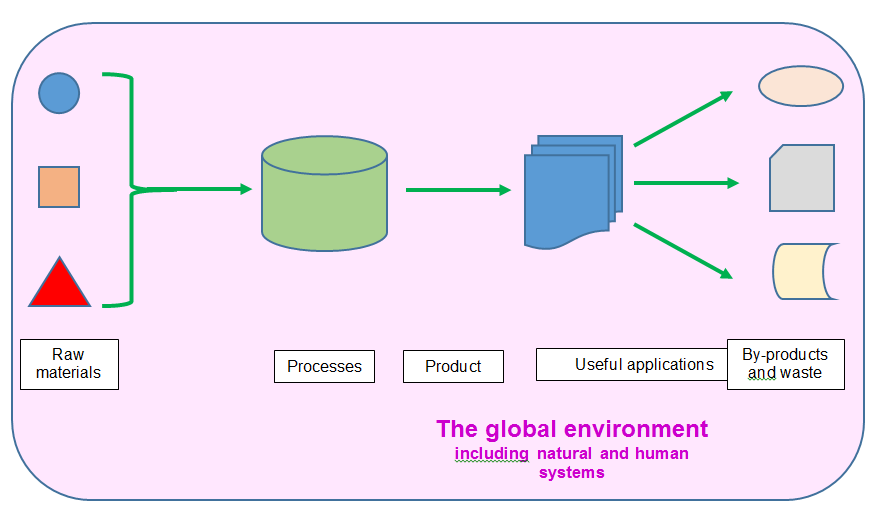 Raw
materials
Processes
Product
Useful applications
By-products
and waste
The global environment
including natural and human
systems